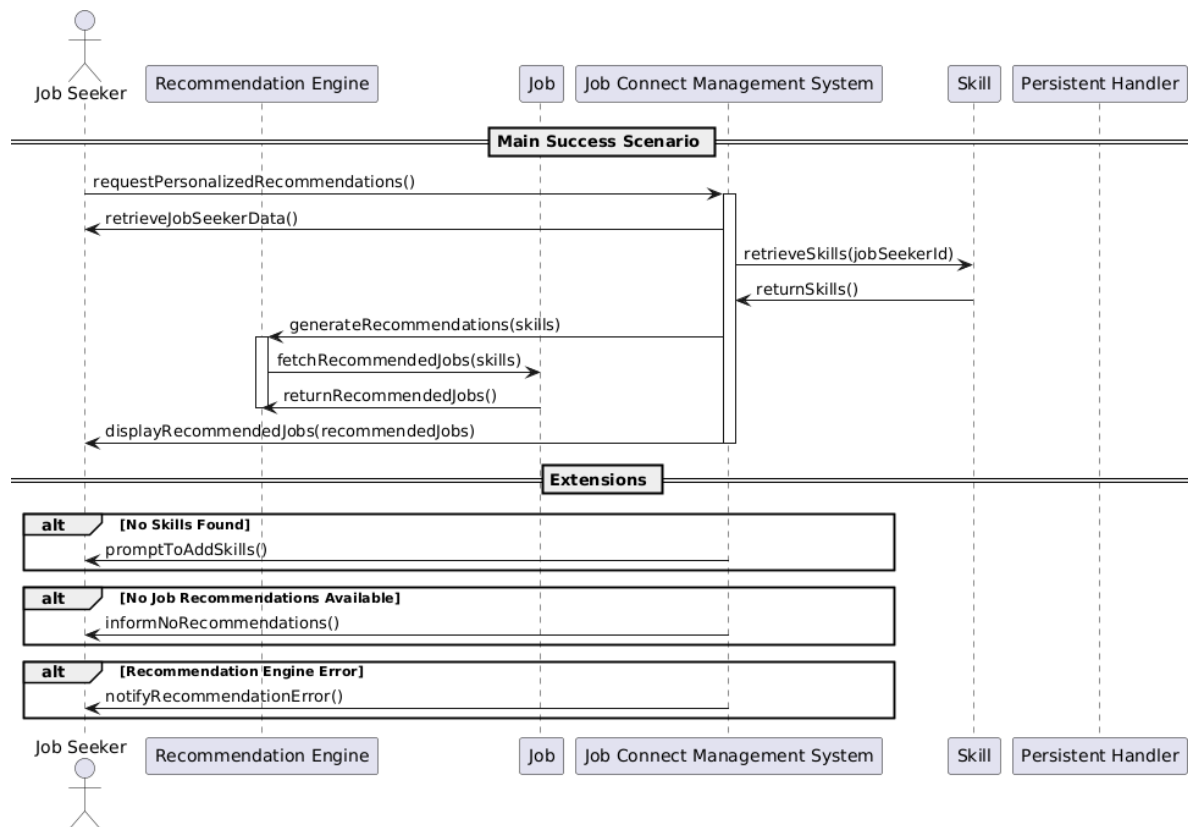 Job Seeker
Recommendation Engine
Job
Job Connect Management System
Skill
Persistent Handler
Main Success Scenario
requestPersonalizedRecommendations()
retrieveJobSeekerData()
retrieveSkills(jobSeekerId)
returnSkills()
generateRecommendations(skills)
fetchRecommendedJobs(skills)
returnRecommendedJobs()
displayRecommendedJobs(recommendedJobs)
Extensions
alt [No Skills Found]
promptToAddSkills()
alt [No Job Recommendations Available]
informNoRecommendations()
alt [Recommendation Engine Error]
notifyRecommendationError()
Job Seeker
Recommendation Engine
Job
Job Connect Management System
Skill
Persistent Handler